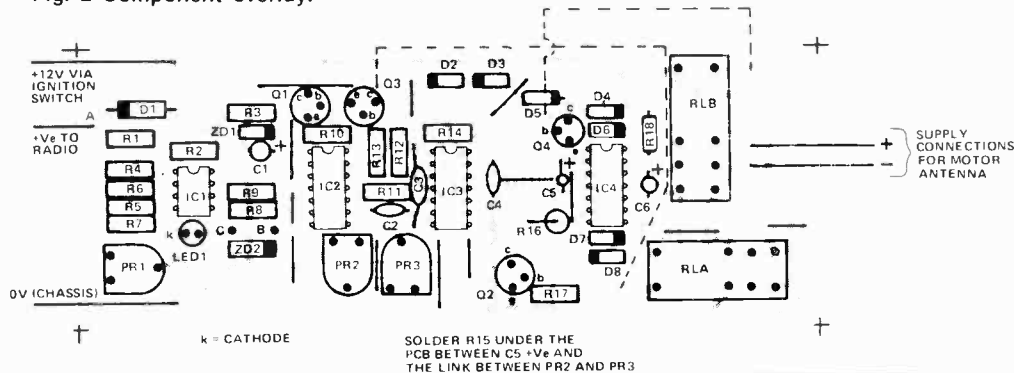 Fig. 2 Component overlay.
+12V VIA
IGNITION
SWITCH
A
D1
+Ve TO
RADIO
R1
R2
R4
R6
R5
R7
IC1
k
LED1
PR1
0V (CHASSIS)
R3
ZD1
C1
+
R9
R8
C
B
ZD2
Q1
c
b
e
Q3
e
c
b
R10
IC2
R13
R12
R11
C2
C3
PR2
PR3
R14
IC3
D2
D3
C4
D5
Q4
c
b
e
+
C5
R16
D4
D6
IC4
R18
+
C6
D7
D8
Q2
c
b
e
R17
RLB
RLA
+
−
SUPPLY
CONNECTIONS
FOR MOTOR
ANTENNA
k = CATHODE
SOLDER R15 UNDER THE
PCB BETWEEN C5 +Ve AND
THE LINK BETWEEN PR2 AND PR3